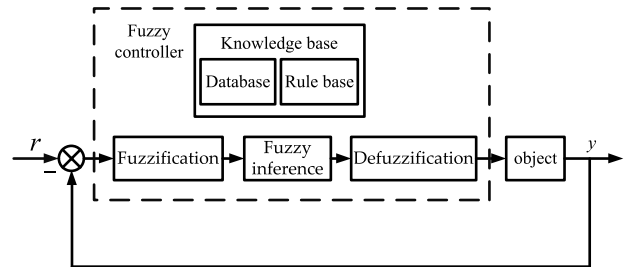 Fuzzy
controller
Knowledge base
Database
Rule base
r
−
Fuzzification
Fuzzy
inference
Defuzzification
object
y